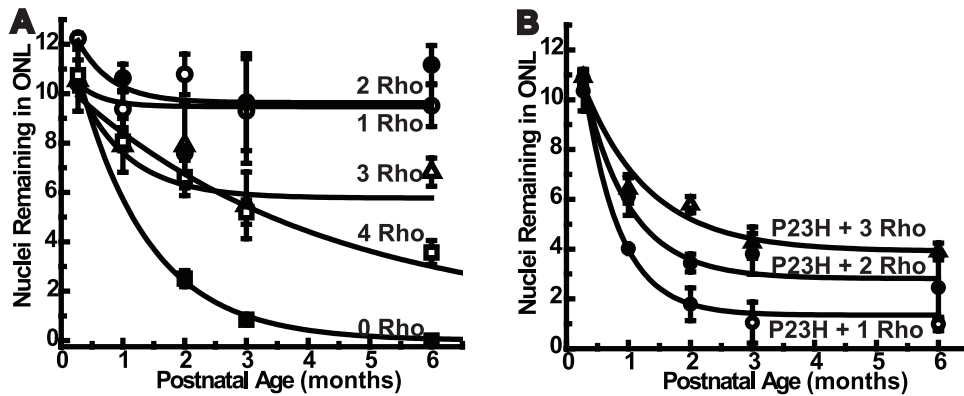 A
Nuclei Remaining in ONL
12
10
8
6
4
2
0
2 Rho
1 Rho
3 Rho
4 Rho
0 Rho
0 1 2 3 4 5 6
Postnatal Age (months)
B
Nuclei Remaining in ONL
12
10
8
6
4
2
0
P23H + 3 Rho
P23H + 2 Rho
P23H + 1 Rho
0 1 2 3 4 5 6
Postnatal Age (months)